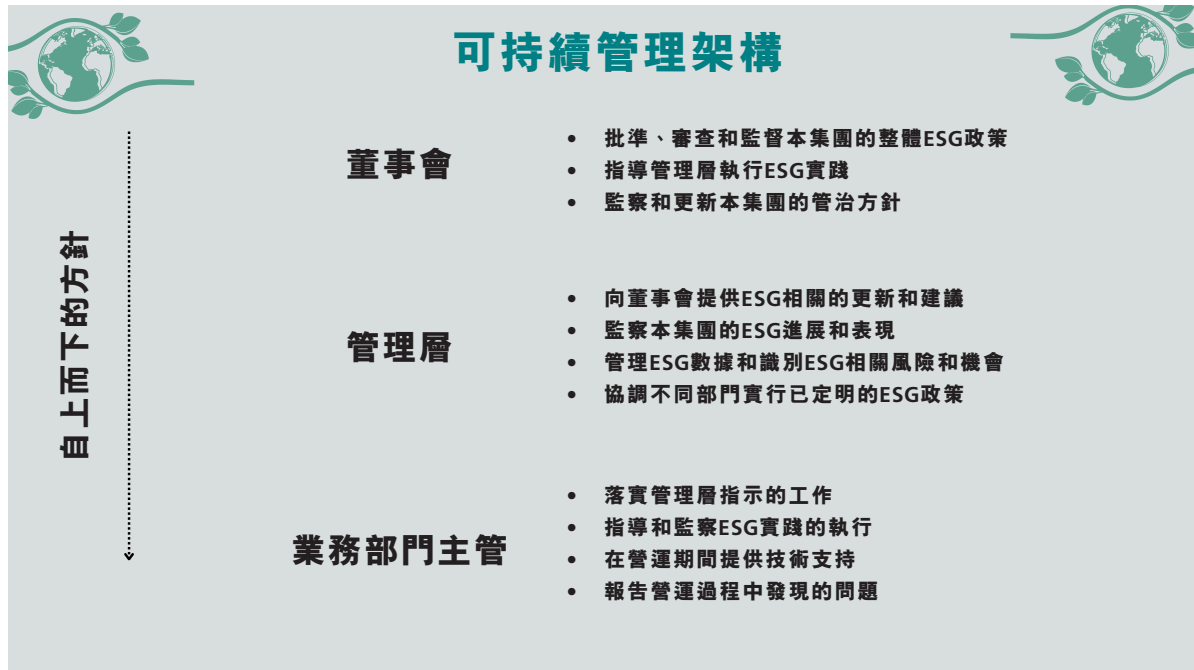 可持續管理架構
自上而下的方針
董事會
• 批準、審查和監督本集團的整體ESG政策
• 指導管理層執行ESG實踐
• 監察和更新本集團的管治方針
管理層
• 向董事會提供ESG相關的更新和建議
• 監察本集團的ESG進展和表現
• 管理ESG數據和識別ESG相關風險和機會
• 協調不同部門實行已定明的ESG政策
業務部門主管
• 落實管理層指示的工作
• 指導和監察ESG實踐的執行
• 在營運期間提供技術支持
• 報告營運過程中發現的問題